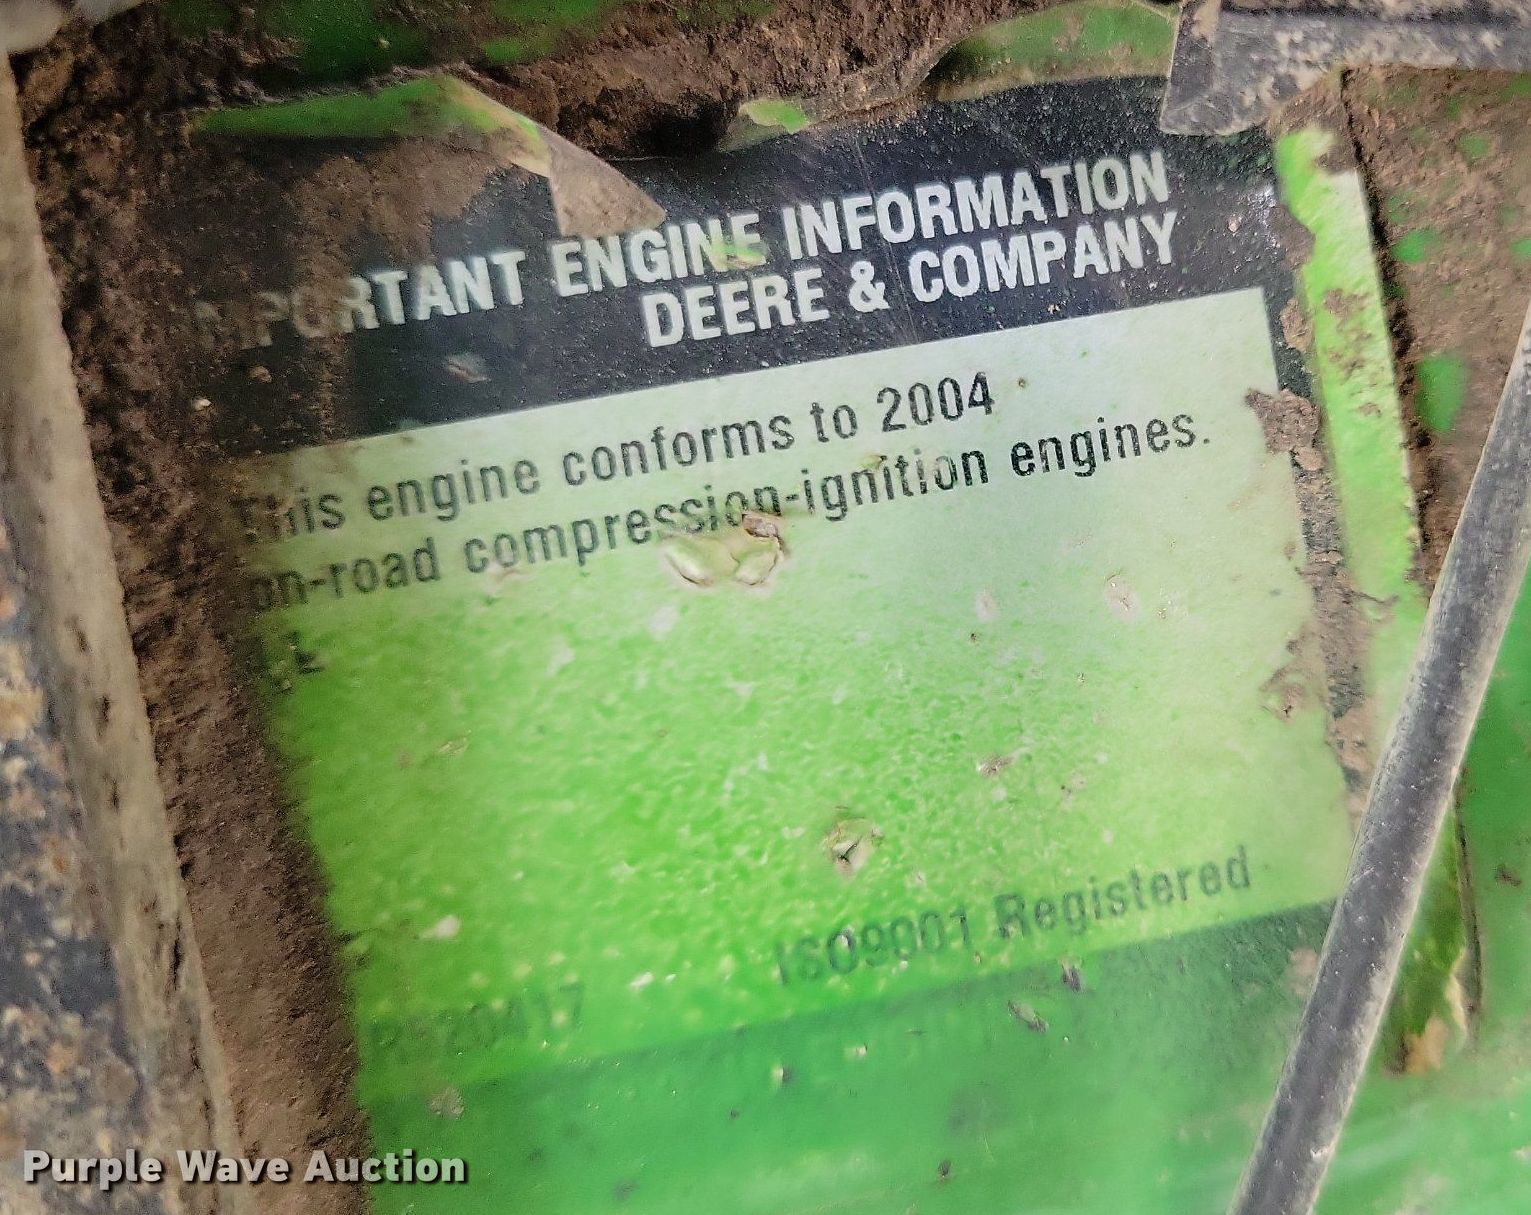 IMPORTANT ENGINE INFORMATION
DEERE & COMPANY
This engine conforms to 2004
on-road compression-ignition engines.
ISO9001 Registered
Purple Wave Auction